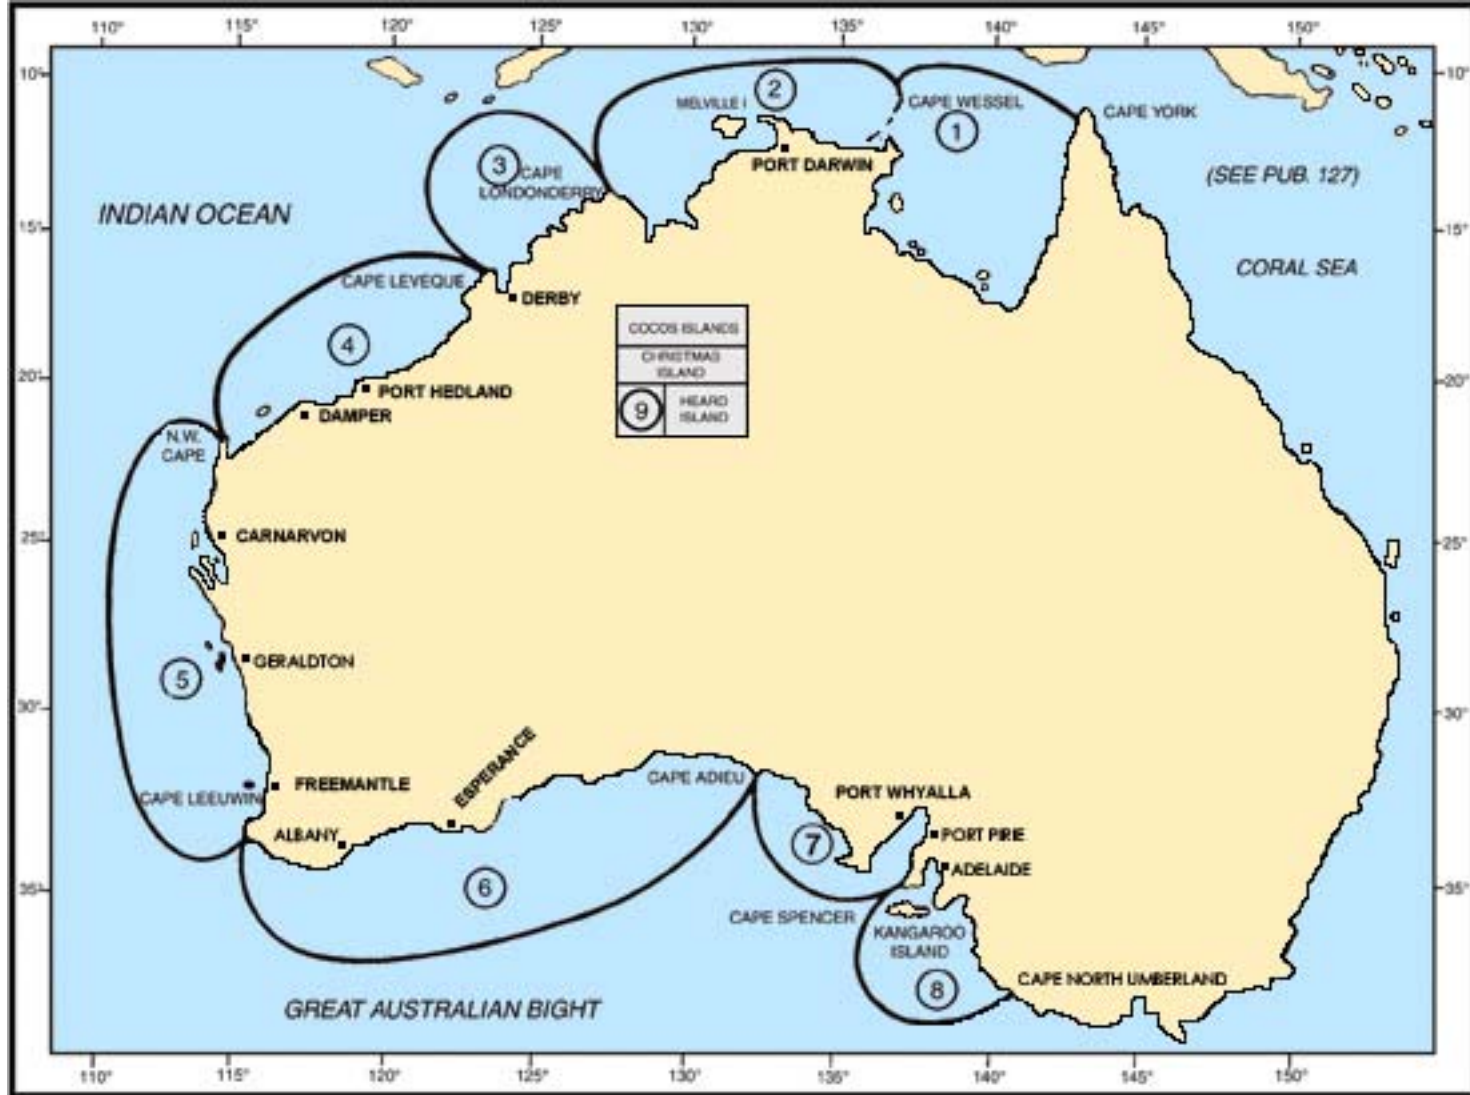 110° 115° 120° 125° 130° 135° 140° 145° 150°
10° 10°
2
MELVILLE I
CAPE WESSEL
1
CAPE YORK
3
CAPE
LONDONDERRY
PORT DARWIN
(SEE PUB. 127)
INDIAN OCEAN
15° 15°
CORAL SEA
CAPE LEVEQUE
DERBY
COCOS ISLANDS
CHRISTMAS
ISLAND
9
HEARD
ISLAND
4
20° 20°
PORT HEDLAND
DAMPER
N.W.
CAPE
CARNARVON
25° 25°
5
GERALDTON
30° 30°
ESPERANCE
FREEMANTLE
CAPE LEEUWIN
ALBANY
CAPE ADIEU
PORT WHYALLA
7
PORT PIRIE
ADELAIDE
35° 35°
6
CAPE SPENCER
KANGAROO
ISLAND
8
CAPE NORTH UMBERLAND
GREAT AUSTRALIAN BIGHT
110° 115° 120° 125° 130° 135° 140° 145° 150°